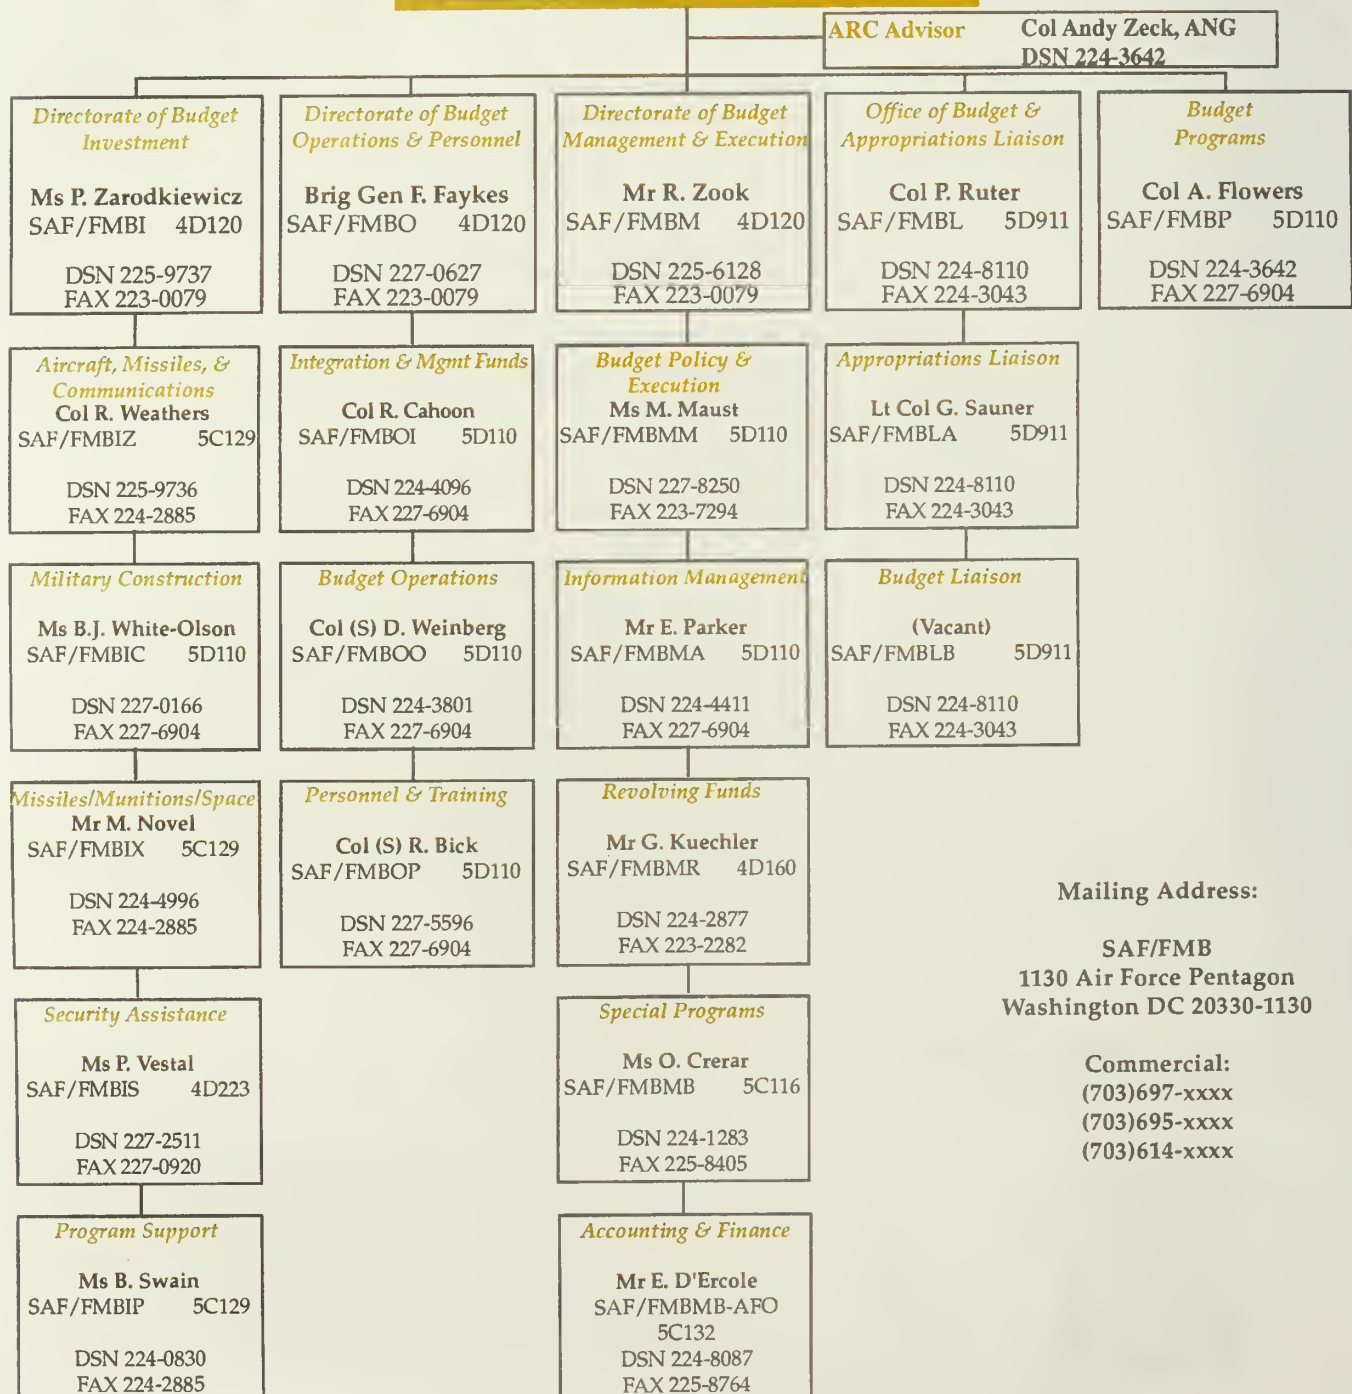 ARC Advisor Col Andy Zeck, ANG
DSN 224-3642
Directorate of Budget
Investment
Ms P. Zarodkiewicz
SAF/FMBI 4D120
DSN 225-9737
FAX 223-0079
Directorate of Budget
Operations & Personnel
Brig Gen F. Faykes
SAF/FMBO 4D120
DSN 227-0627
FAX 223-0079
Directorate of Budget
Management & Execution
Mr R. Zook
SAF/FMBM 4D120
DSN 225-6128
FAX 223-0079
Office of Budget &
Appropriations Liaison
Col P. Ruter
SAF/FMBL 5D911
DSN 224-8110
FAX 224-3043
Budget
Programs
Col A. Flowers
SAF/FMBP 5D110
DSN 224-3642
FAX 227-6904
Aircraft, Missiles, &
Communications
Col R. Weathers
SAF/FMBIZ 5C129
DSN 225-9736
FAX 224-2885
Integration & Mgmt Funds
Col R. Cahoon
SAF/FMBOI 5D110
DSN 224-4096
FAX 227-6904
Budget Policy &
Execution
Ms M. Maust
SAF/FMBMM 5D110
DSN 227-8250
FAX 223-7294
Appropriations Liaison
Lt Col G. Sauner
SAF/FMBLA 5D911
DSN 224-8110
FAX 224-3043
Military Construction
Ms B.J. White-Olson
SAF/FMBIC 5D110
DSN 227-0166
FAX 227-6904
Budget Operations
Col (S) D. Weinberg
SAF/FMBOO 5D110
DSN 224-3801
FAX 227-6904
Information Management
Mr E. Parker
SAF/FMBMA 5D110
DSN 224-4411
FAX 227-6904
Budget Liaison
(Vacant)
SAF/FMBLB 5D911
DSN 224-8110
FAX 224-3043
Missiles/Munitions/Space
Mr M. Novel
SAF/FMBIX 5C129
DSN 224-4996
FAX 224-2885
Personnel & Training
Col (S) R. Bick
SAF/FMBOP 5D110
DSN 227-5596
FAX 227-6904
Revolving Funds
Mr G. Kuechler
SAF/FMBMR 4D160
DSN 224-2877
FAX 223-2282
Security Assistance
Ms P. Vestal
SAF/FMBIS 4D223
DSN 227-2511
FAX 227-0920
Special Programs
Ms O. Crerar
SAF/FMBMB 5C116
DSN 224-1283
FAX 225-8405
Program Support
Ms B. Swain
SAF/FMBIP 5C129
DSN 224-0830
FAX 224-2885
Accounting & Finance
Mr E. D'Ercole
SAF/FMBMB-AFO
5C132
DSN 224-8087
FAX 225-8764
Mailing Address:
SAF/FMB
1130 Air Force Pentagon
Washington DC 20330-1130
Commercial:
(703)697-xxxx
(703)695-xxxx
(703)614-xxxx